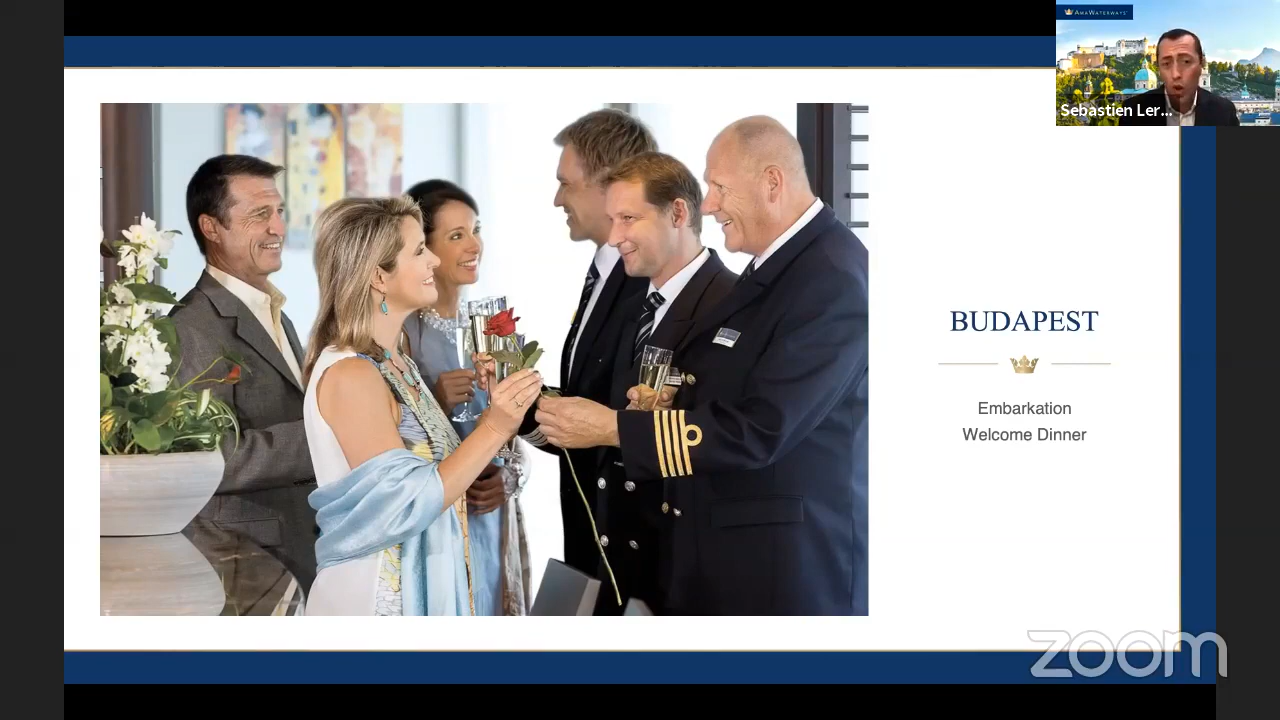 AMAWATERWAYS
Sebastien Ler...
BUDAPEST
Embarkation
Welcome Dinner
zoom